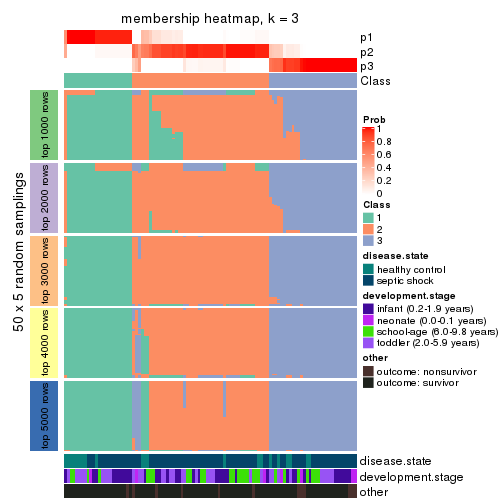 membership heatmap, k = 3
p1
p2
p3
Class
50 x 5 random samplings
top 1000 rows
top 2000 rows
top 3000 rows
top 4000 rows
top 5000 rows
Prob
1
0.8
0.6
0.4
0.2
0
Class
1
2
3
disease.state
healthy control
septic shock
development.stage
infant (0.2-1.9 years)
neonate (0.0-0.1 years)
school-age (6.0-9.8 years)
toddler (2.0-5.9 years)
other
outcome: nonsurvivor
outcome: survivor
disease.state
development.stage
other